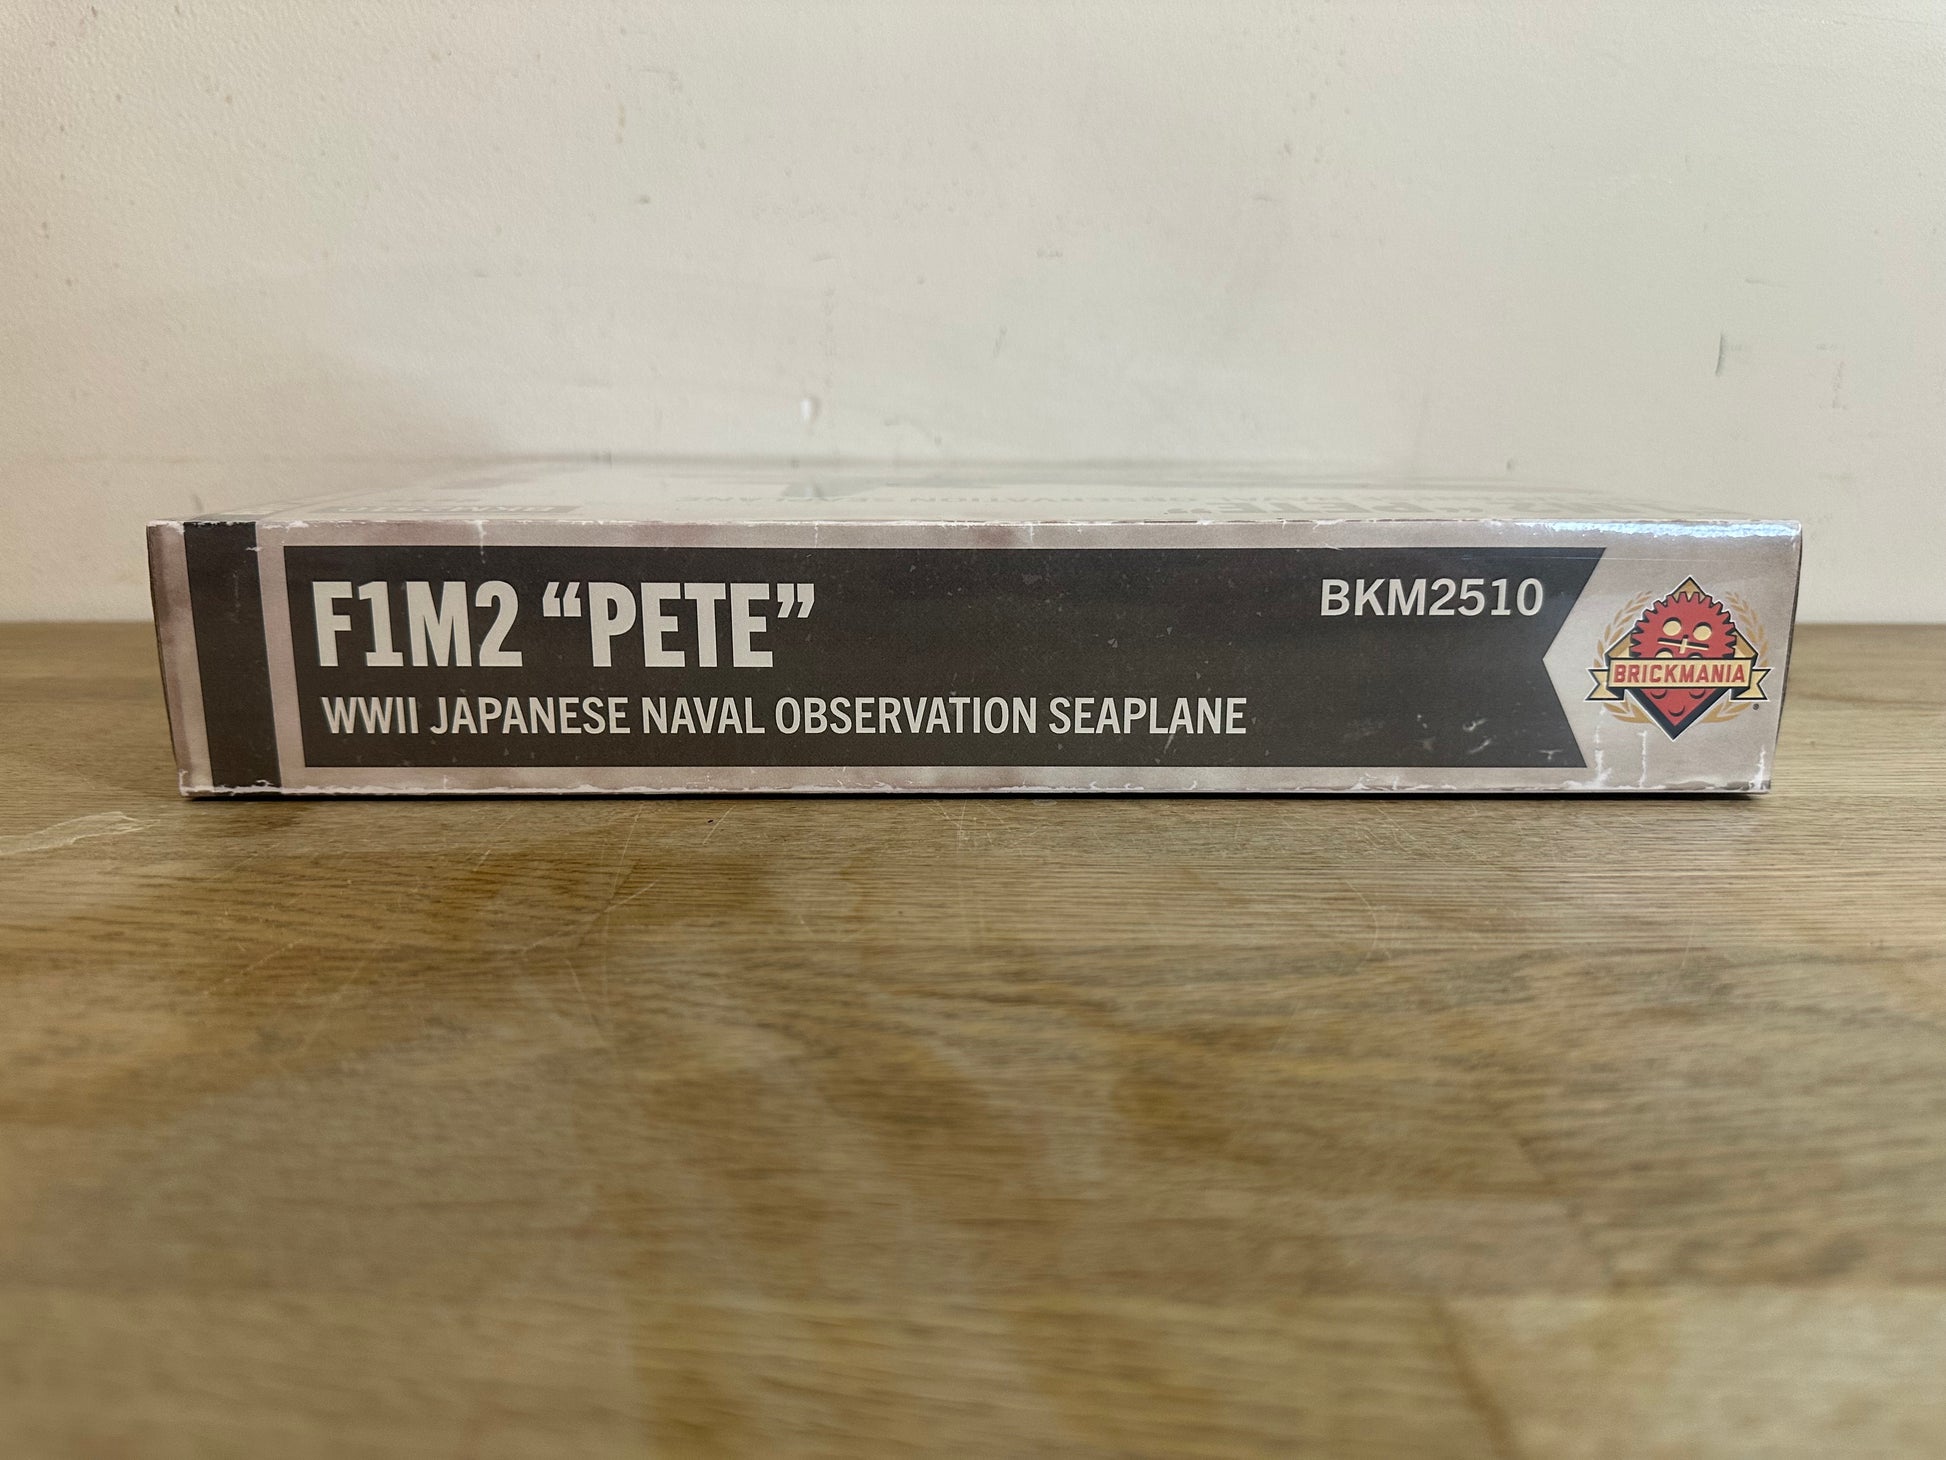 F1M2 “PETE”
WWII JAPANESE NAVAL OBSERVATION SEAPLANE
BKM2510
BRICKMANIA